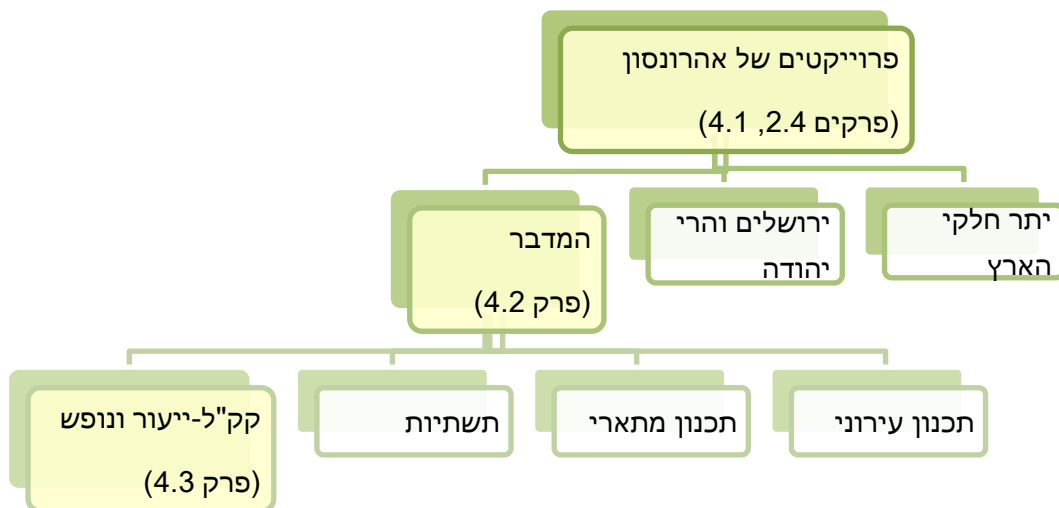 פרוייקטים של אהרונסון
(פרקים 2.4, 4.1)
יתר חלקי
הארץ
ירושלים והרי
יהודה
המדבר
(פרק 4.2)
תכנון עירוני
תכנון מתארי
תשתיות
קק"ל-ייעור ונופש
(פרק 4.3)